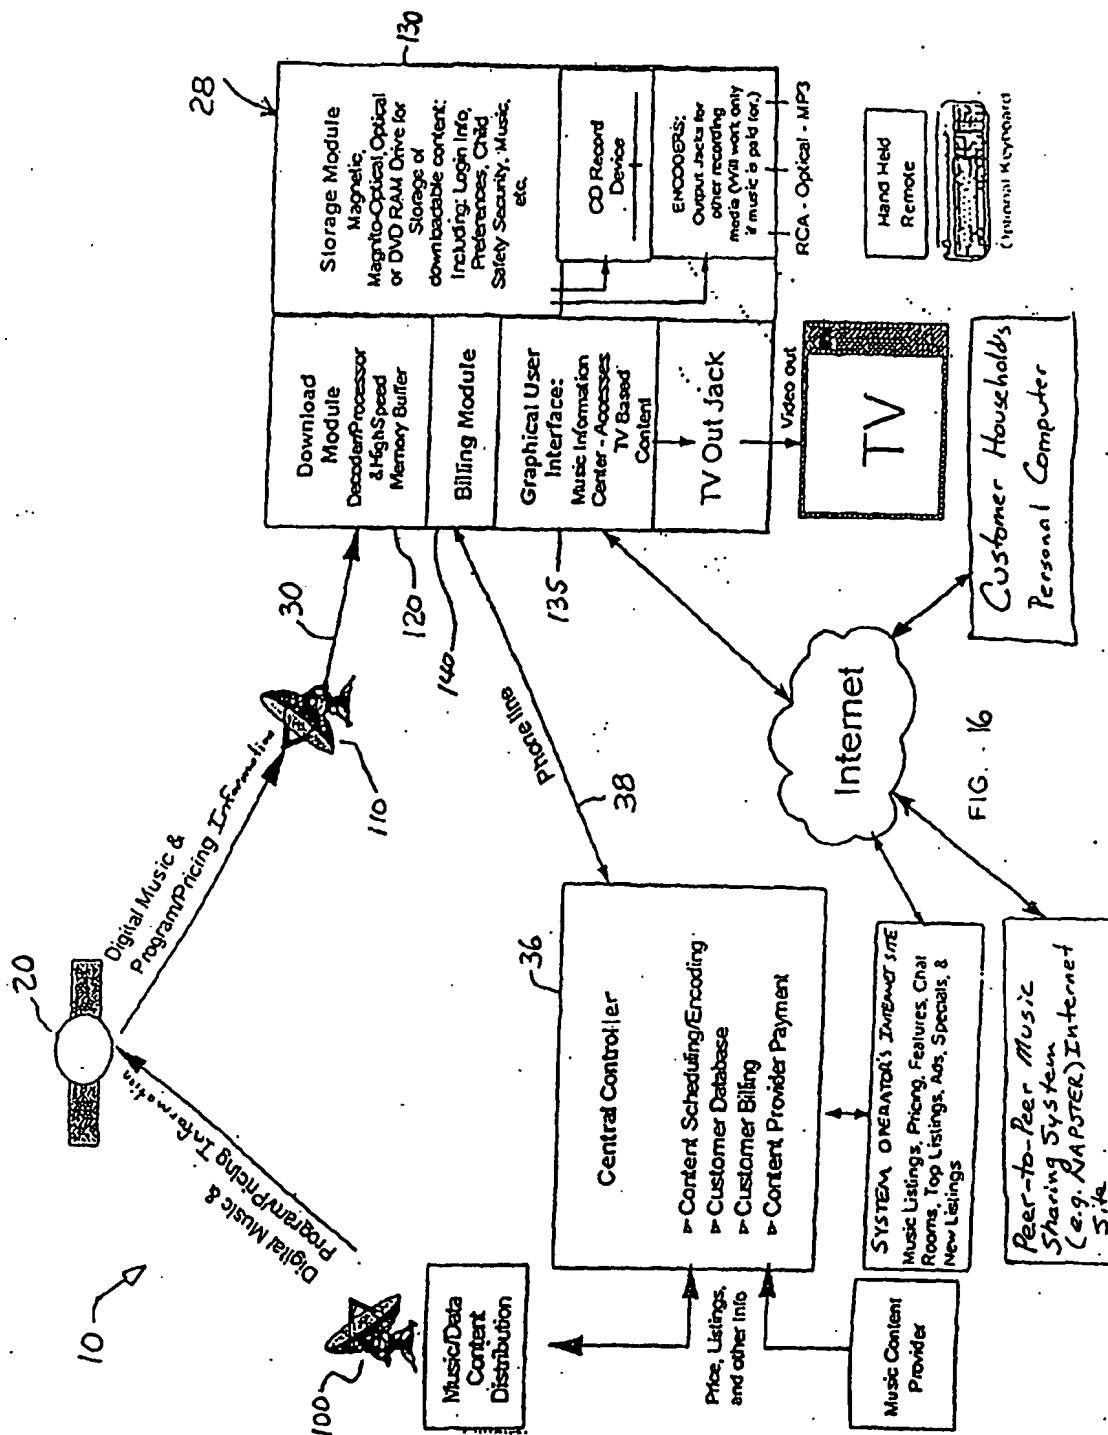 10
20
100
Digital Music &
Program/Pricing Information
Digital Music &
Program/Pricing Information
110
30
Music/Data
Content
Distribution
Price, Listings,
and other Info
Music Content
Provider
36
Central Controller
▹ Content Scheduling/Encoding
▹ Customer Database
▹ Customer Billing
▹ Content Provider Payment
Phone line
38
SYSTEM OPERATOR'S INTERNET SITE
Music Listings, Pricing, Features, Chat
Rooms, Top Listings, Ads, Specials, &
New Listings
Peer-to-Peer Music
Sharing System
(e.g. NAPSTER) Internet
Site
Internet
Customer Household's
Personal Computer
28
130
120
140
135
Download
Module
Decoder/Processor
& High Speed
Memory Buffer
Billing Module
Graphical User
Interface:
Music Information
Center - Accesses
TV Based
Content
TV Out Jack
Video out
TV
Storage Module
Magnetic,
Magnito-Optical, Optical
or DVD RAM Drive for
Storage of
downloadable content:
Including: Login Info,
Preferences, Child
Safety Security, Music,
etc.
CD Record
Device
ENCODERS:
Output Jacks for
other recording
media (Will work only
if music is paid for.)
RCA - Optical - MP3
Hand Held
Remote
Optional Keyboard
FIG. 16